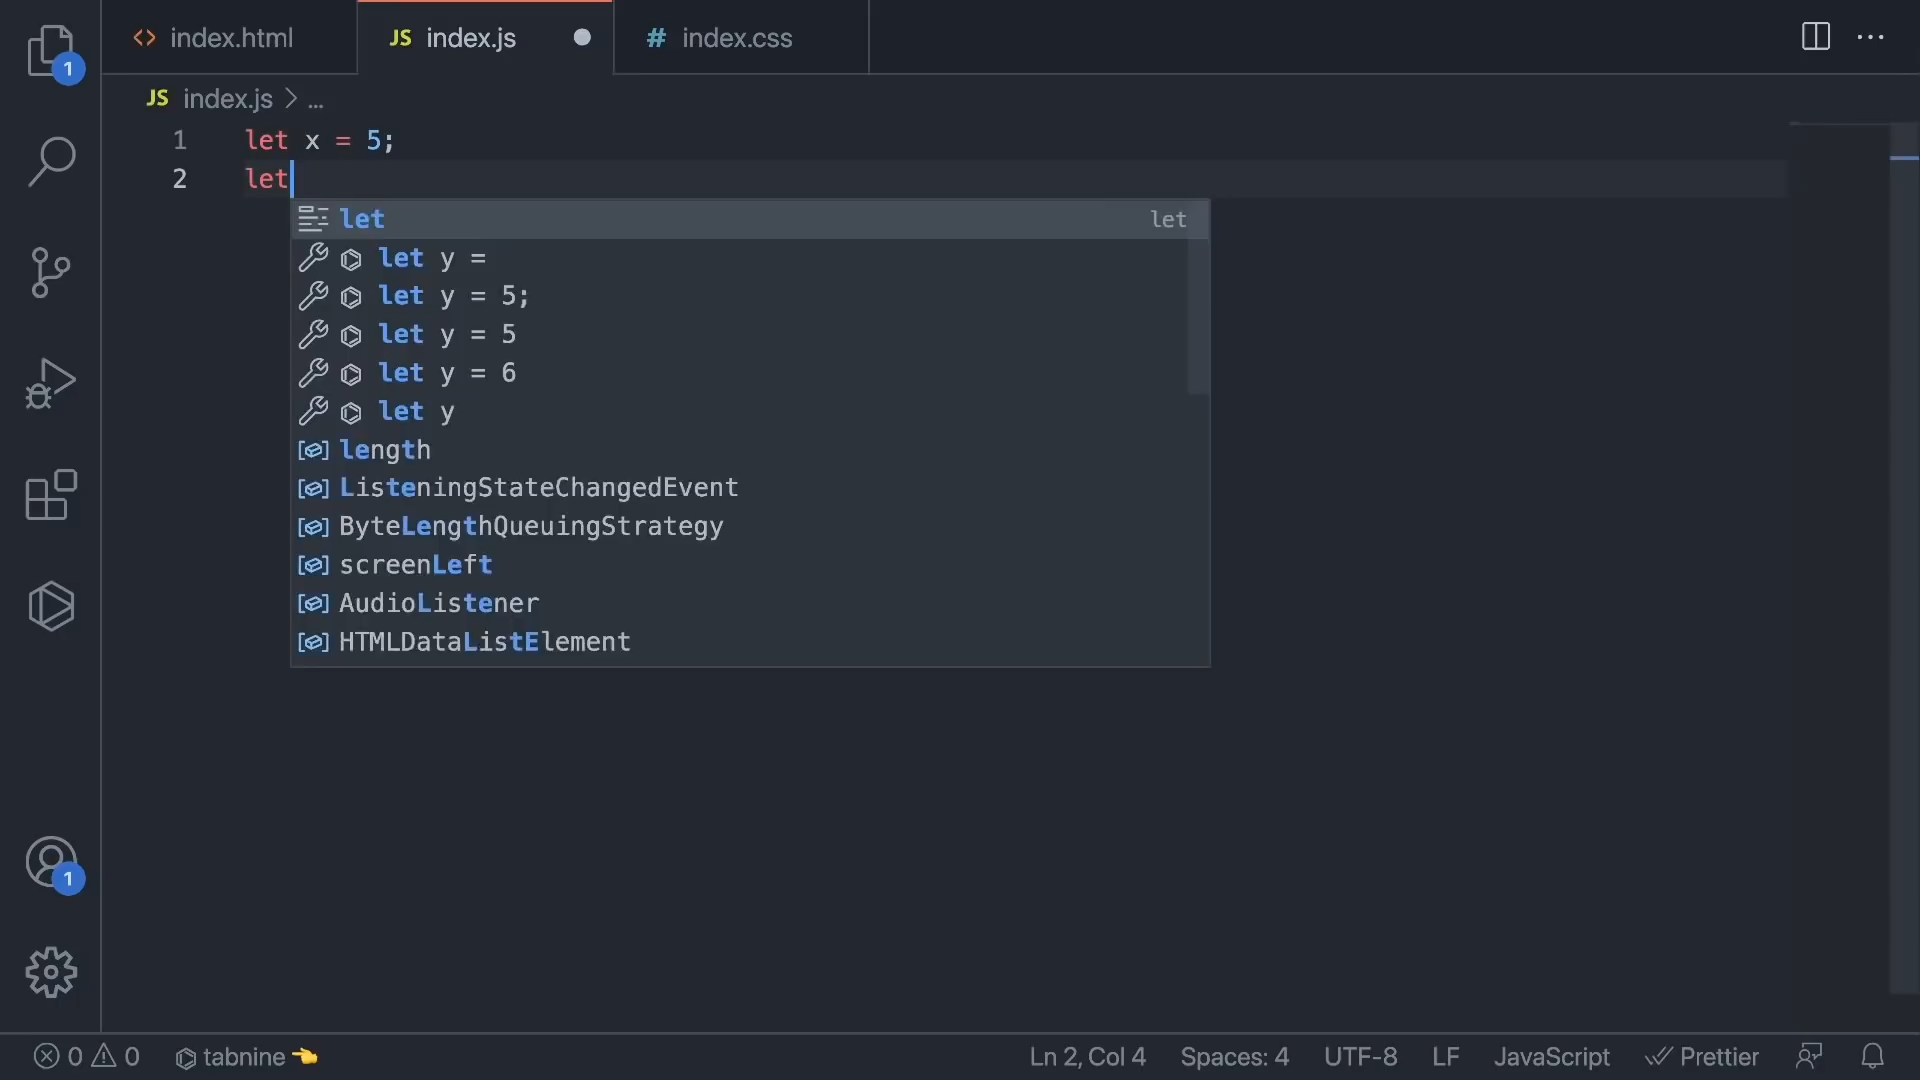 index.html
JS index.js
# index.css
1
JS index.js > ...
1 let x = 5;
2 let
let let
let y =
let y = 5;
let y = 5
let y = 6
let y
length
ListeningStateChangedEvent
ByteLengthQueuingStrategy
screenLeft
AudioListener
HTMLDataListElement
1
0 0 tabnine 👈 Ln 2, Col 4 Spaces: 4 UTF-8 LF JavaScript Prettier